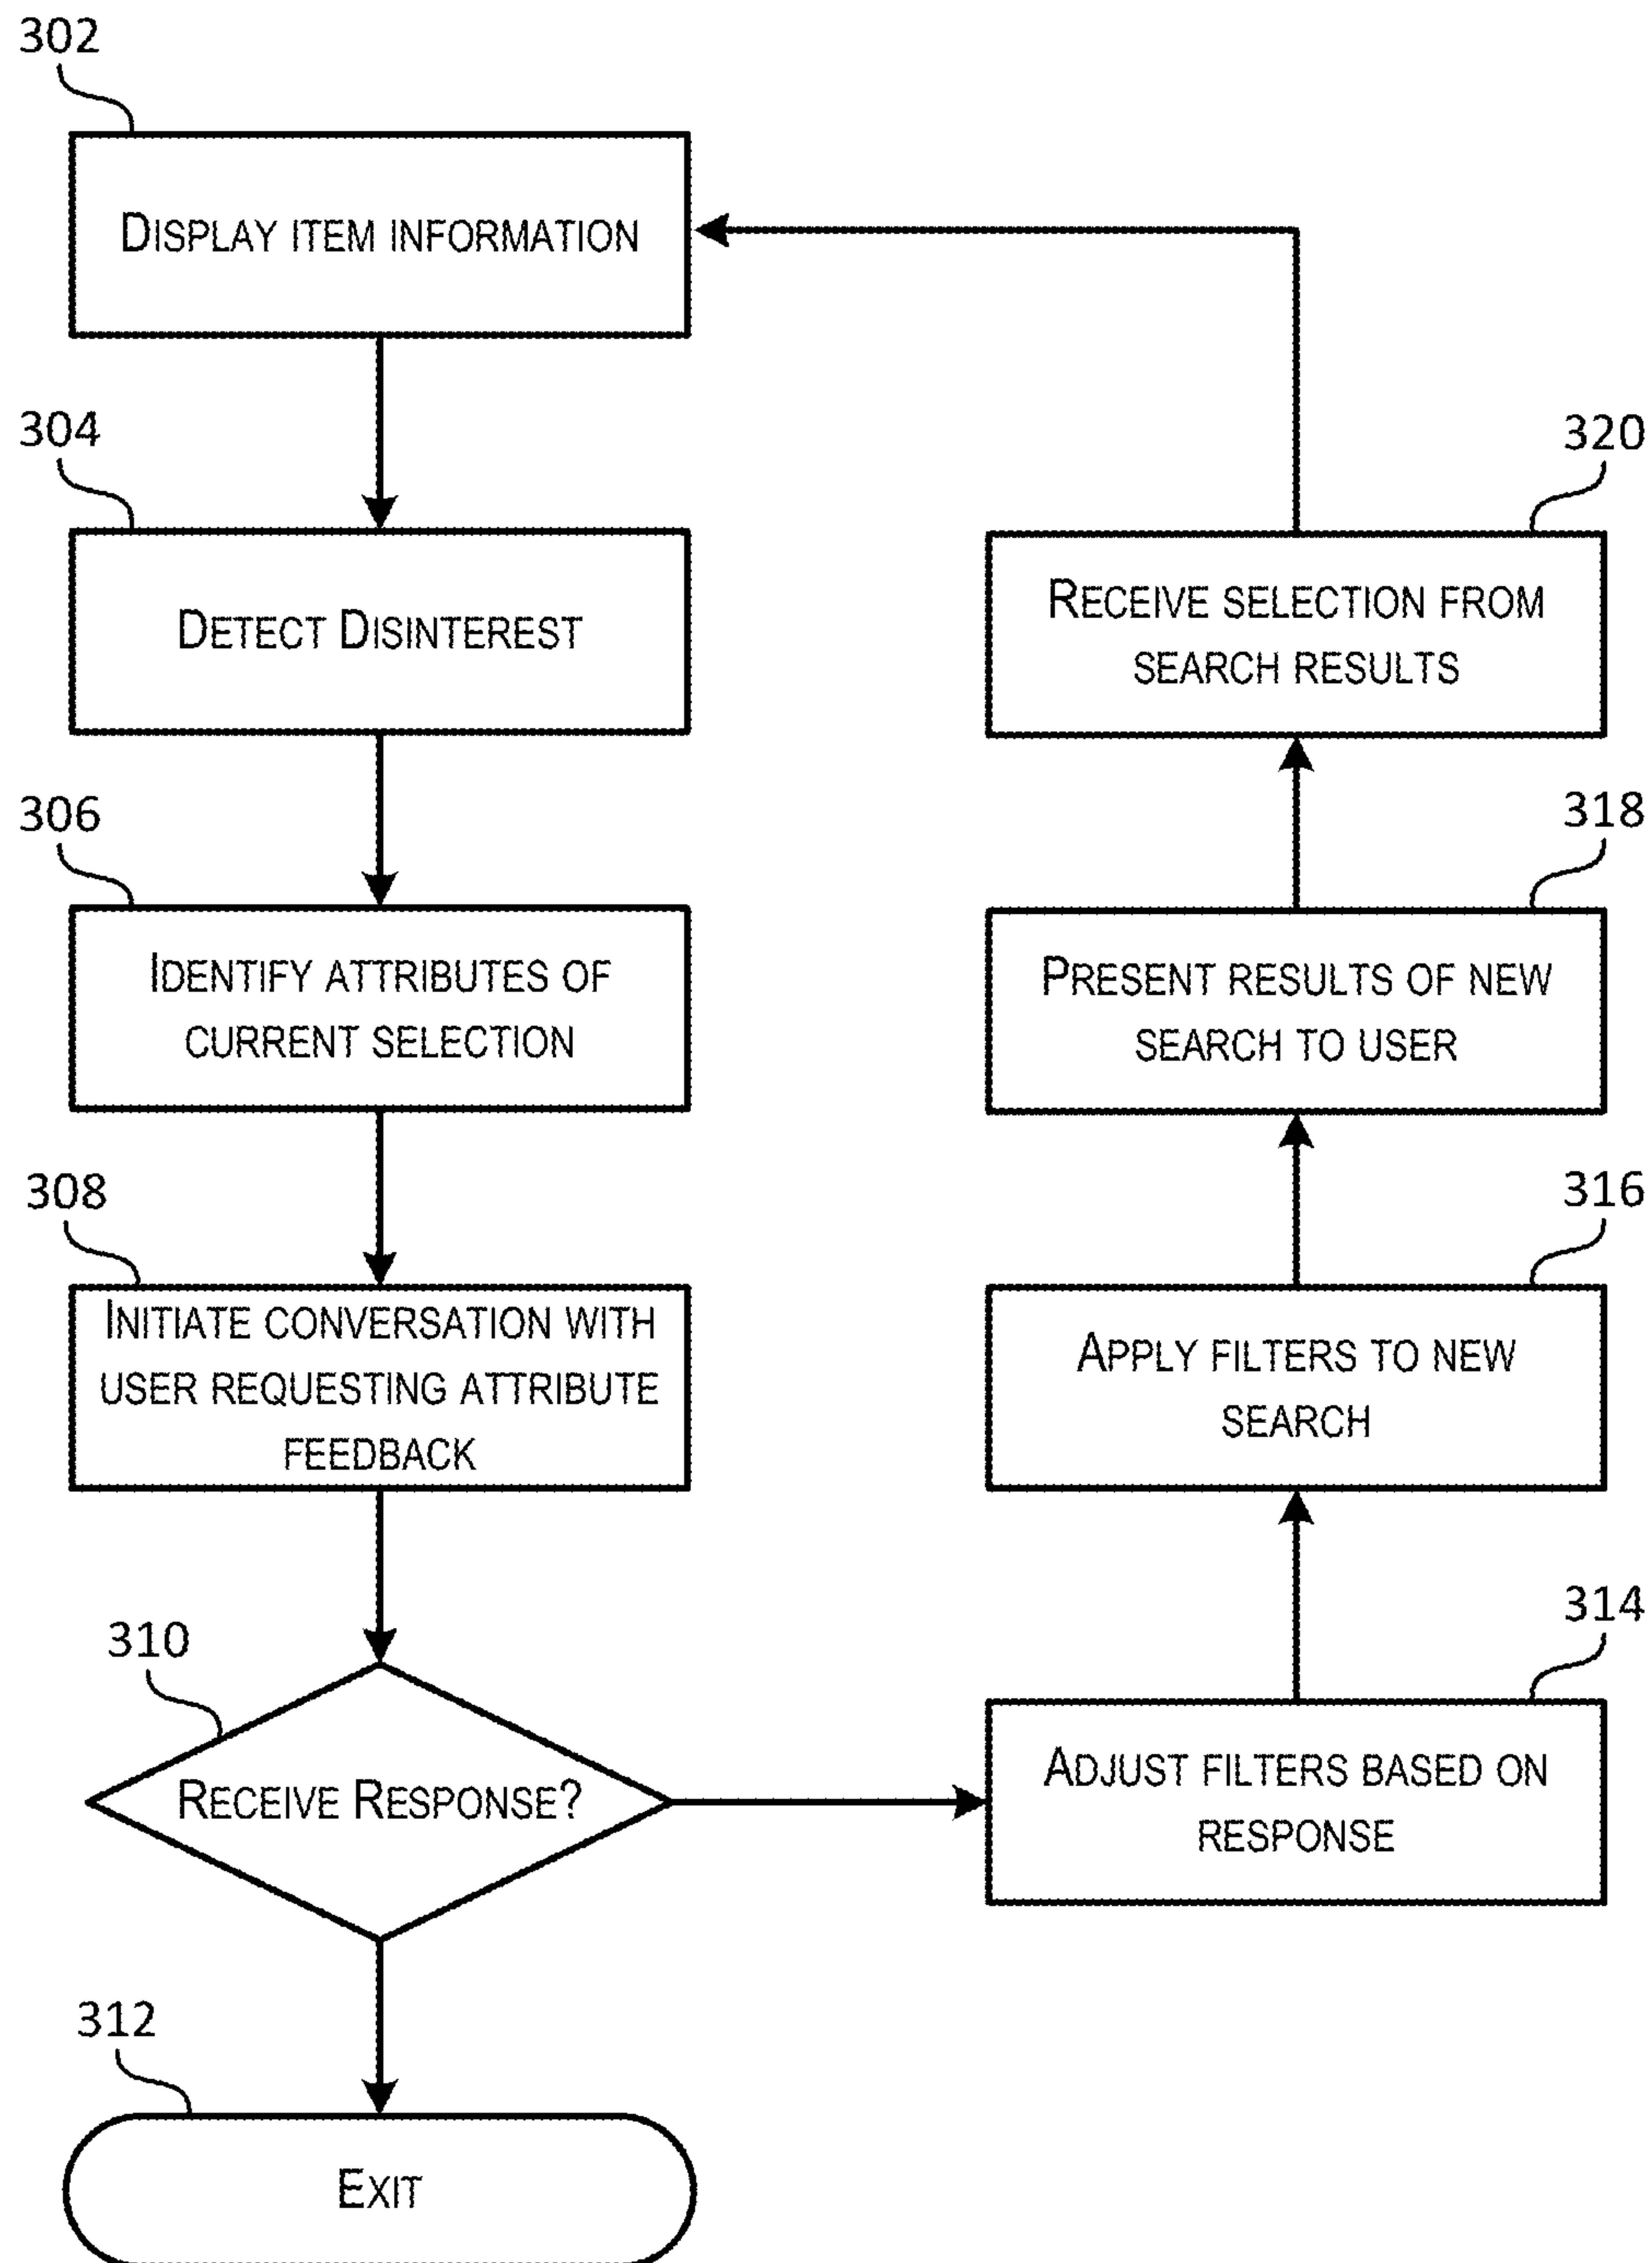 302
DISPLAY ITEM INFORMATION
304
DETECT DISINTEREST
306
IDENTIFY ATTRIBUTES OF
CURRENT SELECTION
308
INITIATE CONVERSATION WITH
USER REQUESTING ATTRIBUTE
FEEDBACK
310
RECEIVE RESPONSE?
312
EXIT
314
ADJUST FILTERS BASED ON
RESPONSE
316
APPLY FILTERS TO NEW
SEARCH
318
PRESENT RESULTS OF NEW
SEARCH TO USER
320
RECEIVE SELECTION FROM
SEARCH RESULTS